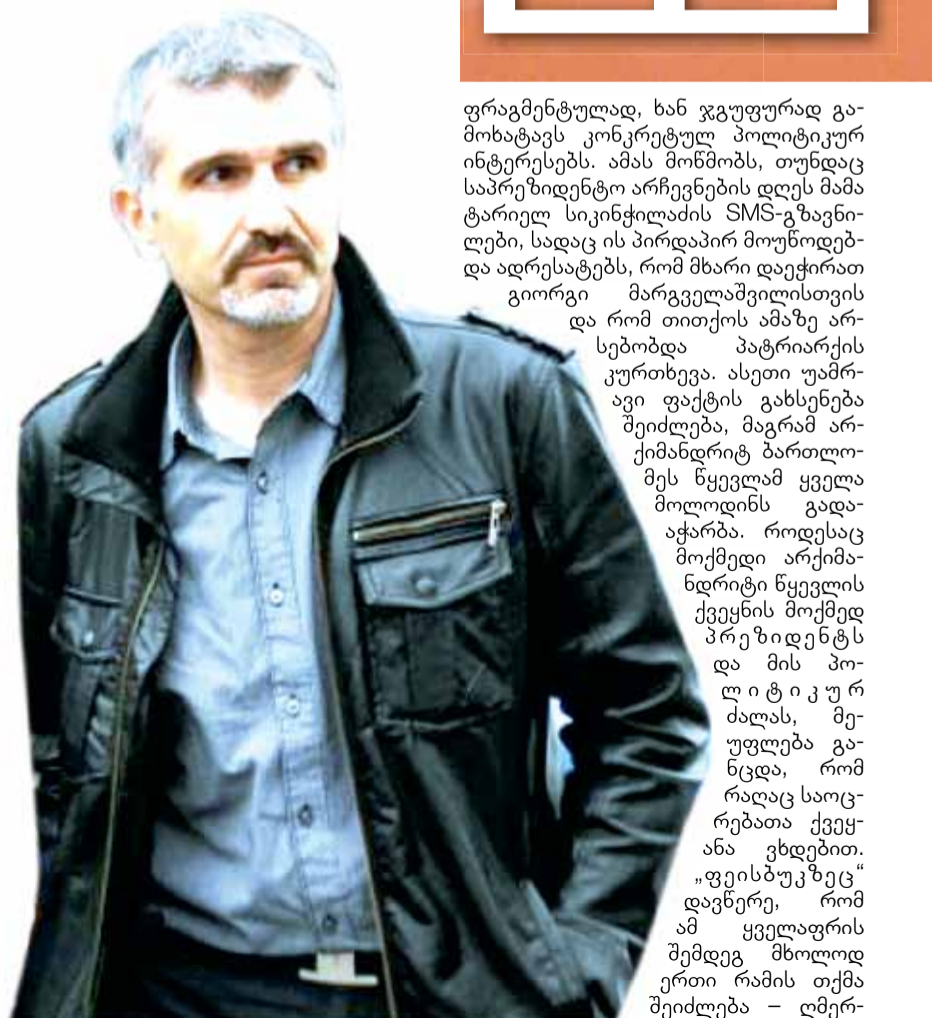 ფრაგმენტულად, ხან ჯგუფურად გა-
მოხატავს კონკრეტულ პოლიტიკურ
ინტერესებს. ამას მოწმობს, თუნდაც
საპრეზიდენტო არჩევნების დღეს მამა
ტარიელ სიკინჭილაძის SMS-გზავნი-
ლები, სადაც ის პირდაპირ მოუწოდებ-
და ადრესატებს, რომ მხარი დაეჭირათ
გიორგი მარგველაშვილისთვის
და რომ თითქოს ამაზე არ-
სებობდა პატრიარქის
კურთხევა. ასეთი უამრ-
ავი ფაქტის გახსენება
შეიძლება, მაგრამ არ-
ქიმანდრიტ ბართლო-
მეს წყევლამ ყველა
მოლოდინს გადა-
აჭარბა. როდესაც
მოქმედი არქიმა-
ნდრიტი წყევლის
ქვეყნის მოქმედ
პრეზიდენტს
და მის პო-
ლიტიკურ
ძალას, მე-
უფლება გა-
ნცდა, რომ
რაღაც საოც-
რებათა ქვეყ-
ანა ვხდებით.
„ფეისბუკზეც“
დავწერე, რომ
ამ ყველაფრის
შემდეგ მხოლოდ
ერთი რამის თქმა
შეიძლება – ღმერ-